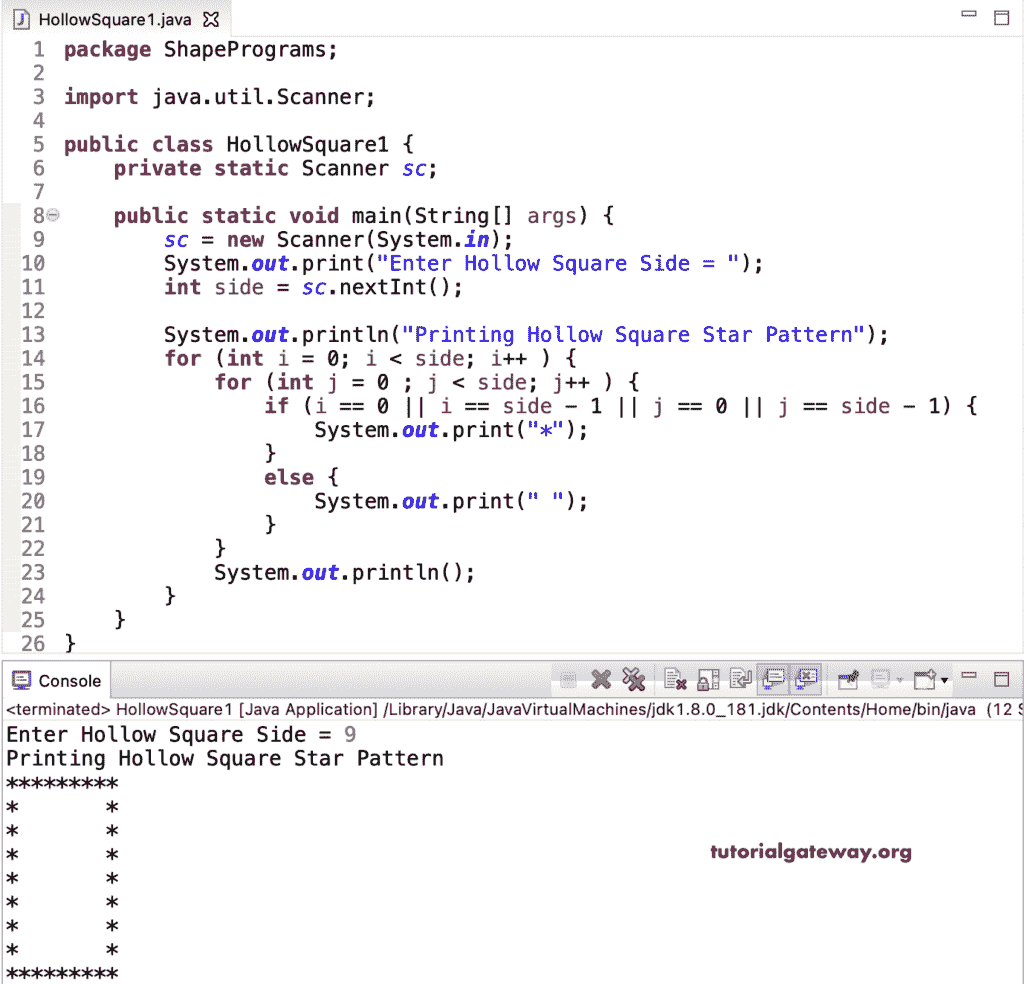 HollowSquare1.java
1 package ShapePrograms;
2
3 import java.util.Scanner;
4
5 public class HollowSquare1 {
6     private static Scanner sc;
7
8     public static void main(String[] args) {
9         sc = new Scanner(System.in);
10         System.out.print("Enter Hollow Square Side = ");
11         int side = sc.nextInt();
12
13         System.out.println("Printing Hollow Square Star Pattern");
14         for (int i = 0; i < side; i++ ) {
15             for (int j = 0 ; j < side; j++ ) {
16                 if (i == 0 || i == side - 1 || j == 0 || j == side - 1) {
17                     System.out.print("*");
18                 }
19                 else {
20                     System.out.print(" ");
21                 }
22             }
23             System.out.println();
24         }
25     }
26 }
Console
<terminated> HollowSquare1 [Java Application] /Library/Java/JavaVirtualMachines/jdk1.8.0_181.jdk/Contents/Home/bin/java (12
Enter Hollow Square Side = 9
Printing Hollow Square Star Pattern
*********
*       *
*       *
*       *
*       *
*       *
*       *
*       *
*********
tutorialgateway.org